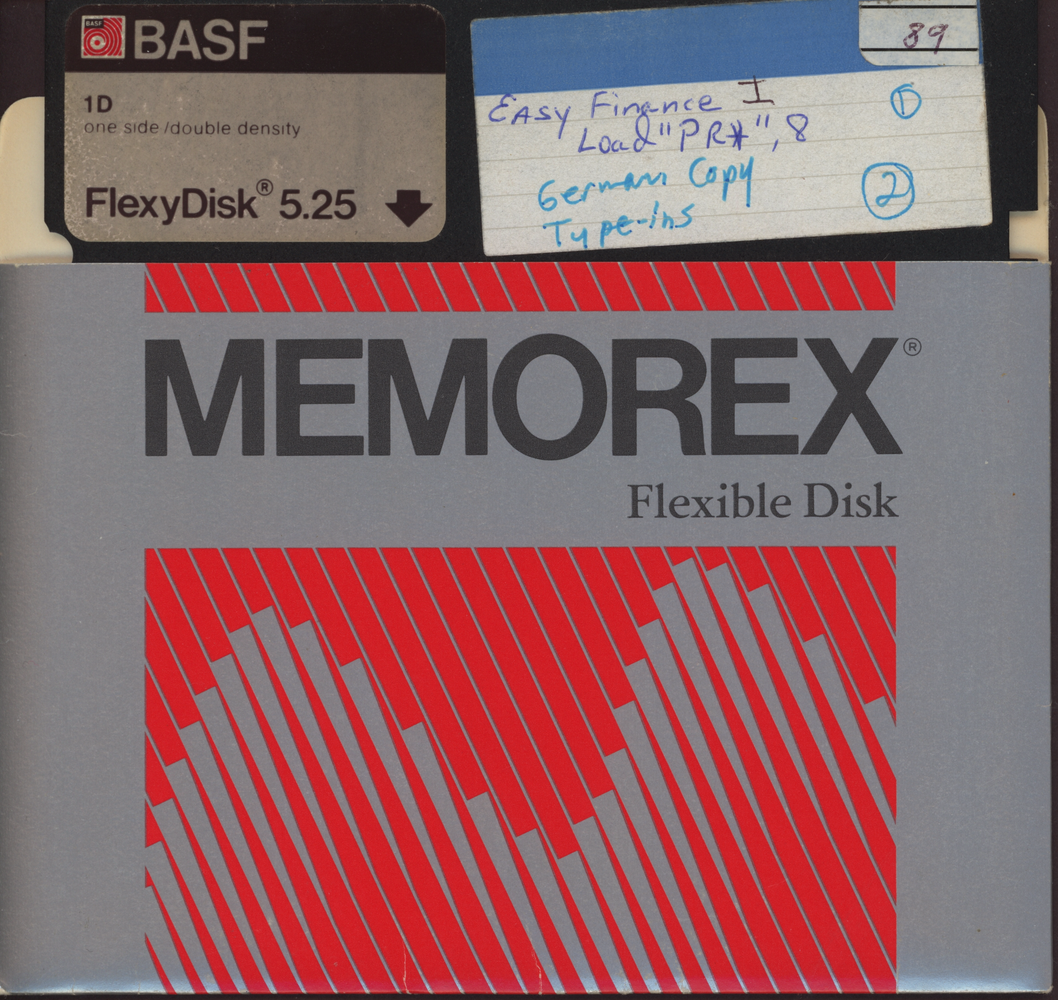 BASF
BASF
1D
one side/double density
FlexyDisk® 5.25
89
EASY Finance I ①
Load"PR*",8
German Copy ②
Type-ins
MEMOREX®
Flexible Disk